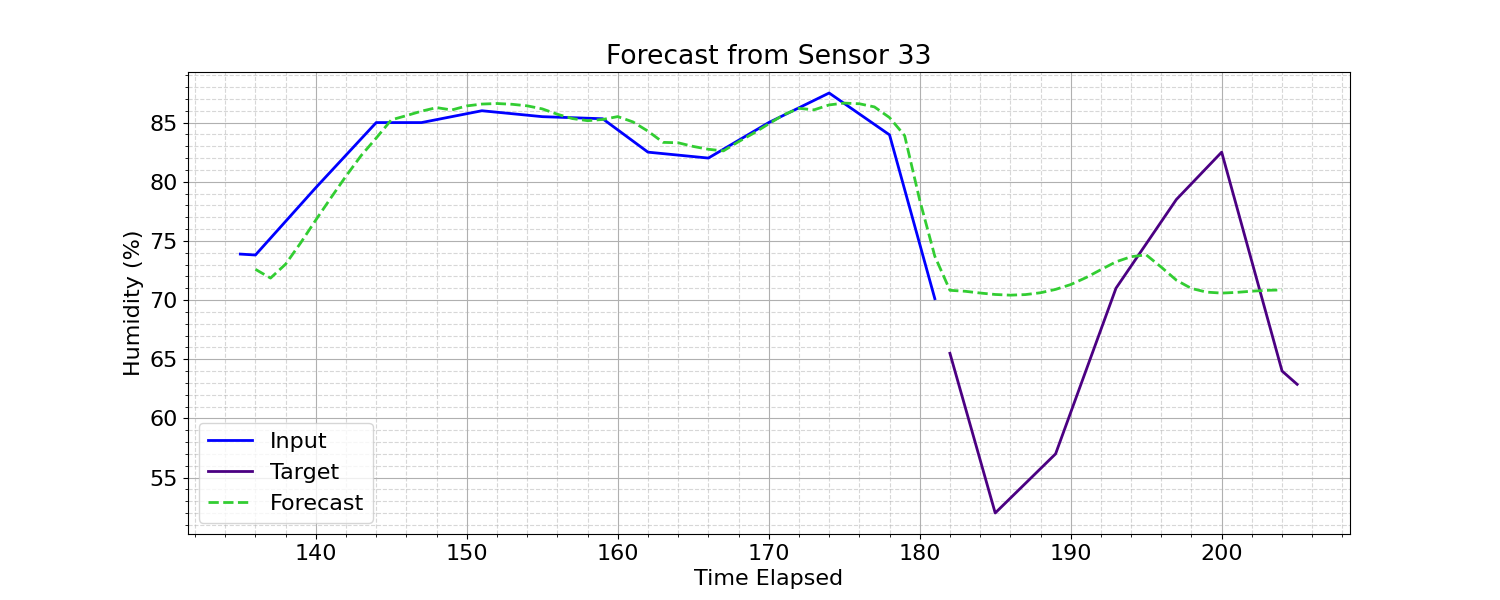 Forecast from Sensor 33
Humidity (%)
85
80
75
70
65
60
55
Input
Target
Forecast
140 150 160 170 180 190 200
Time Elapsed